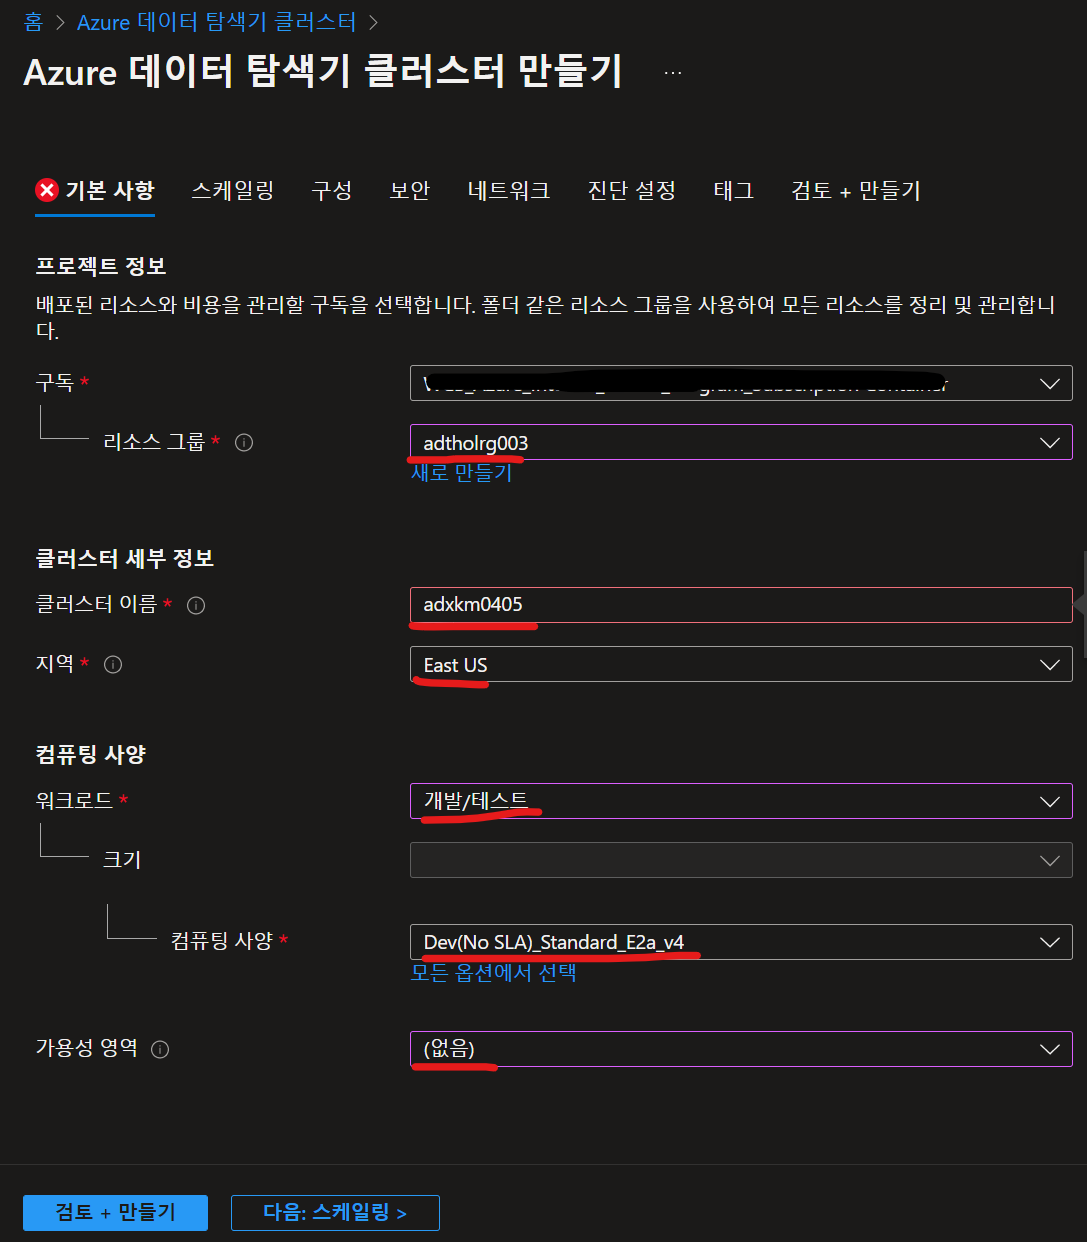 홈 > Azure 데이터 탐색기 클러스터 >
Azure 데이터 탐색기 클러스터 만들기 ...
기본 사항 스케일링 구성 보안 네트워크 진단 설정 태그 검토 + 만들기
프로젝트 정보
배포된 리소스와 비용을 관리할 구독을 선택합니다. 폴더 같은 리소스 그룹을 사용하여 모든 리소스를 정리 및 관리합니
다.
구독 *
리소스 그룹 * adtholrg003
새로 만들기
클러스터 세부 정보
클러스터 이름 * adxkm0405
지역 * East US
컴퓨팅 사양
워크로드 * 개발/테스트
크기
컴퓨팅 사양 * Dev(No SLA)_Standard_E2a_v4
모든 옵션에서 선택
가용성 영역 (없음)
검토 + 만들기 다음: 스케일링 >